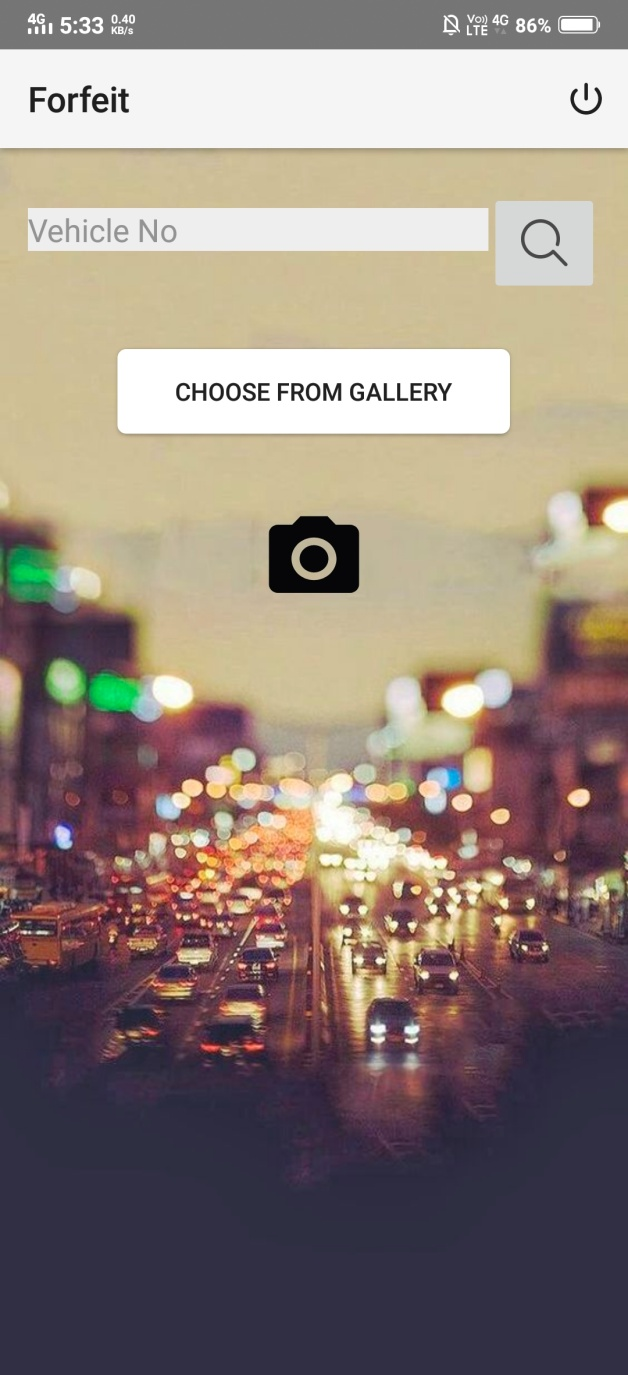 4G 5:33 0.40 KB/s Vo)) LTE 4G 86%
Forfeit
Vehicle No
CHOOSE FROM GALLERY